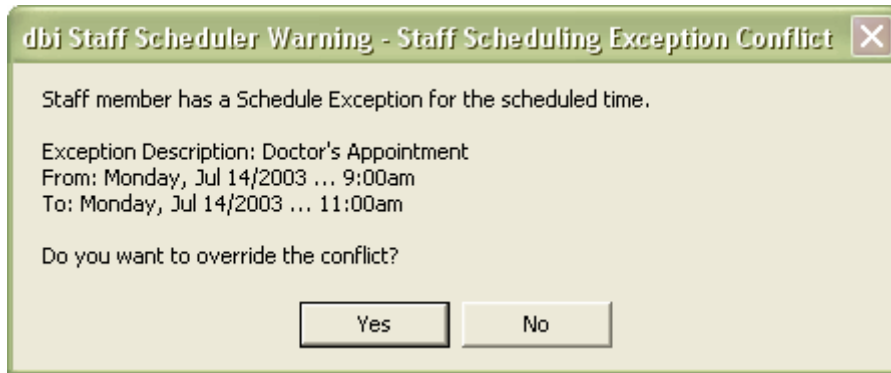 dbi Staff Scheduler Warning - Staff Scheduling Exception Conflict
Staff member has a Schedule Exception for the scheduled time.
Exception Description: Doctor's Appointment
From: Monday, Jul 14/2003 ... 9:00am
To: Monday, Jul 14/2003 ... 11:00am
Do you want to override the conflict?
Yes
No